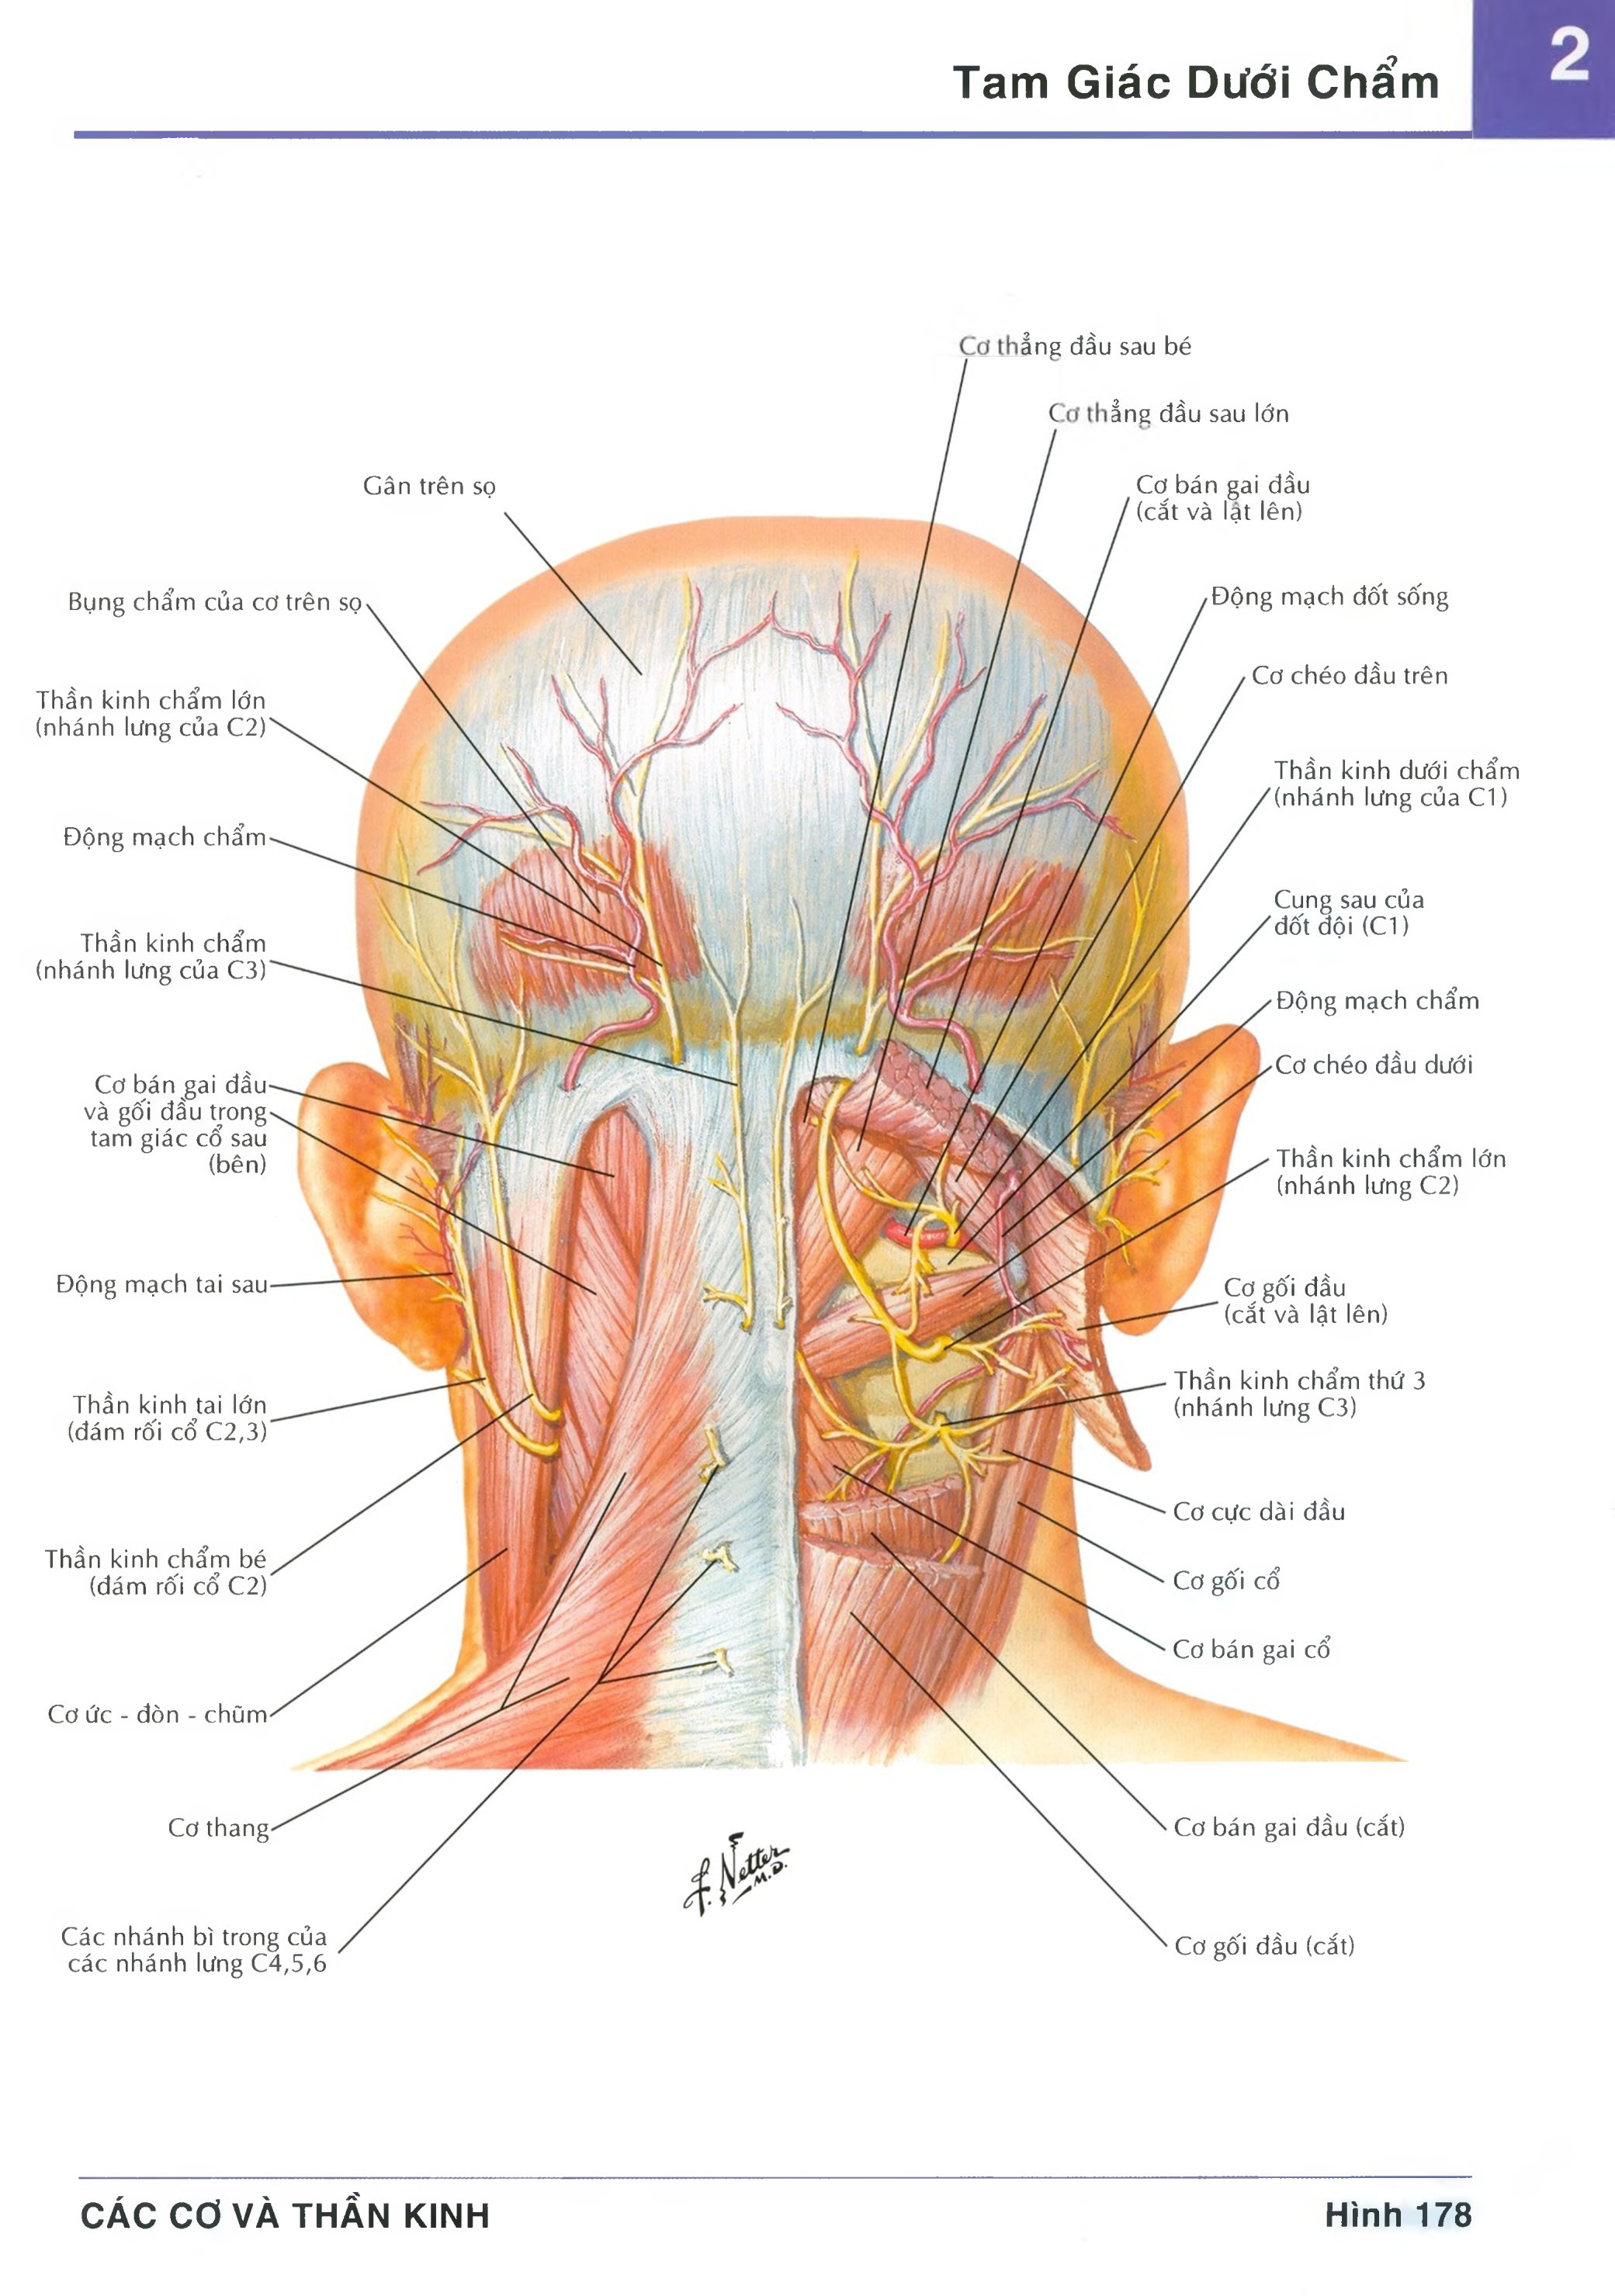 Tam Giác Dưới Chẩm
2
Cơ thẳng đầu sau bé
Cơ thẳng đầu sau lớn
Cơ bán gai đầu
(cắt và lật lên)
Động mạch đốt sống
Cơ chéo đầu trên
Thần kinh dưới chẩm
(nhánh lưng của C1)
Cung sau của
đốt đội (C1)
Động mạch chẩm
Cơ chéo đầu dưới
Thần kinh chẩm lớn
(nhánh lưng C2)
Cơ gối đầu
(cắt và lật lên)
Thần kinh chẩm thứ 3
(nhánh lưng C3)
Cơ cực dài đầu
Cơ gối cổ
Cơ bán gai cổ
Cơ bán gai đầu (cắt)
Cơ gối đầu (cắt)
Gân trên sọ
Bụng chẩm của cơ trên sọ
Thần kinh chẩm lớn
(nhánh lưng của C2)
Động mạch chẩm
Thần kinh chẩm
(nhánh lưng của C3)
Cơ bán gai đầu
và gối đầu trong
tam giác cổ sau
(bên)
Động mạch tai sau
Thần kinh tai lớn
(đám rối cổ C2,3)
Thần kinh chẩm bé
(đám rối cổ C2)
Cơ ức - đòn - chũm
Cơ thang
Các nhánh bì trong của
các nhánh lưng C4,5,6
F. Netter
M.D.
CÁC CƠ VÀ THẦN KINH
Hình 178